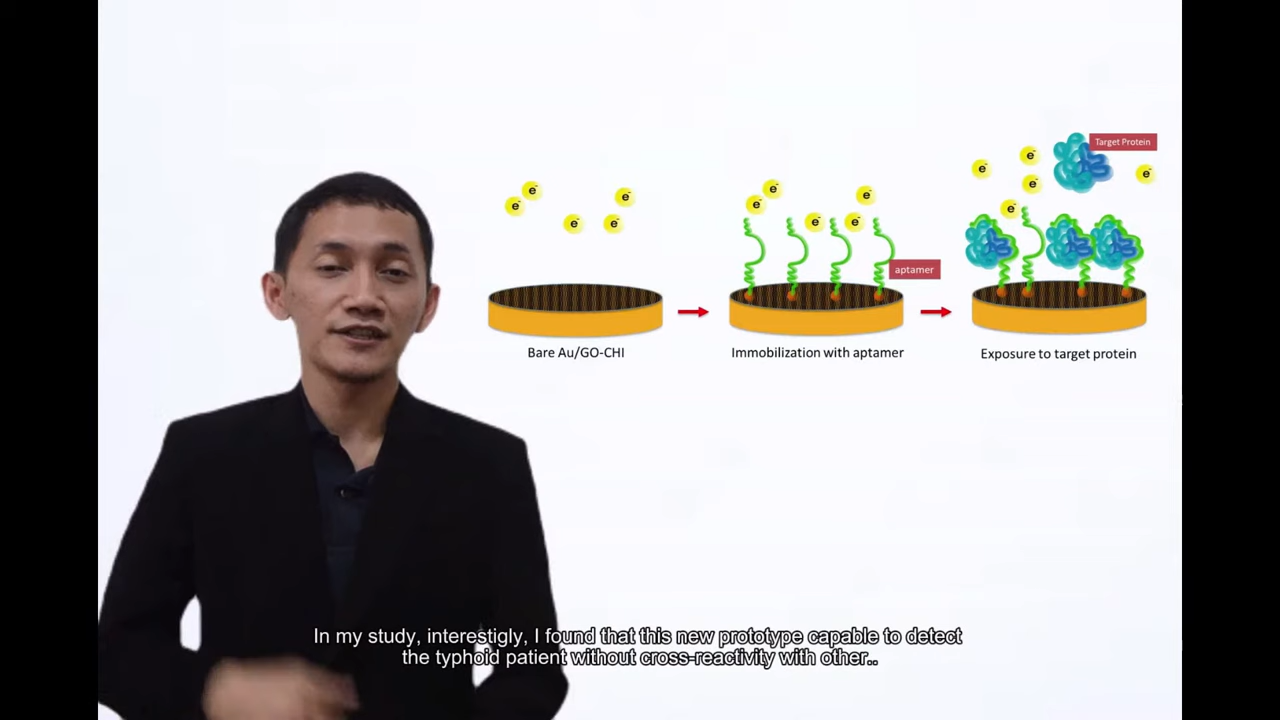 Target Protein
e⁻ e⁻ e⁻ e⁻ e⁻
e⁻ e⁻ e⁻ e⁻ e⁻
e⁻ e⁻ e⁻ e⁻ e⁻
aptamer
Bare Au/GO-CHI
Immobilization with aptamer
Exposure to target protein
In my study, interestigly, I found that this new prototype capable to detect
the typhoid patient without cross-reactivity with other..